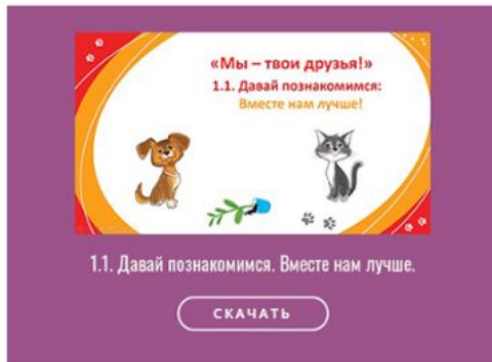 «Мы – твои друзья!»
1.1. Давай познакомимся:
Вместе нам лучше!
1.1. Давай познакомимся. Вместе нам лучше.
СКАЧАТЬ